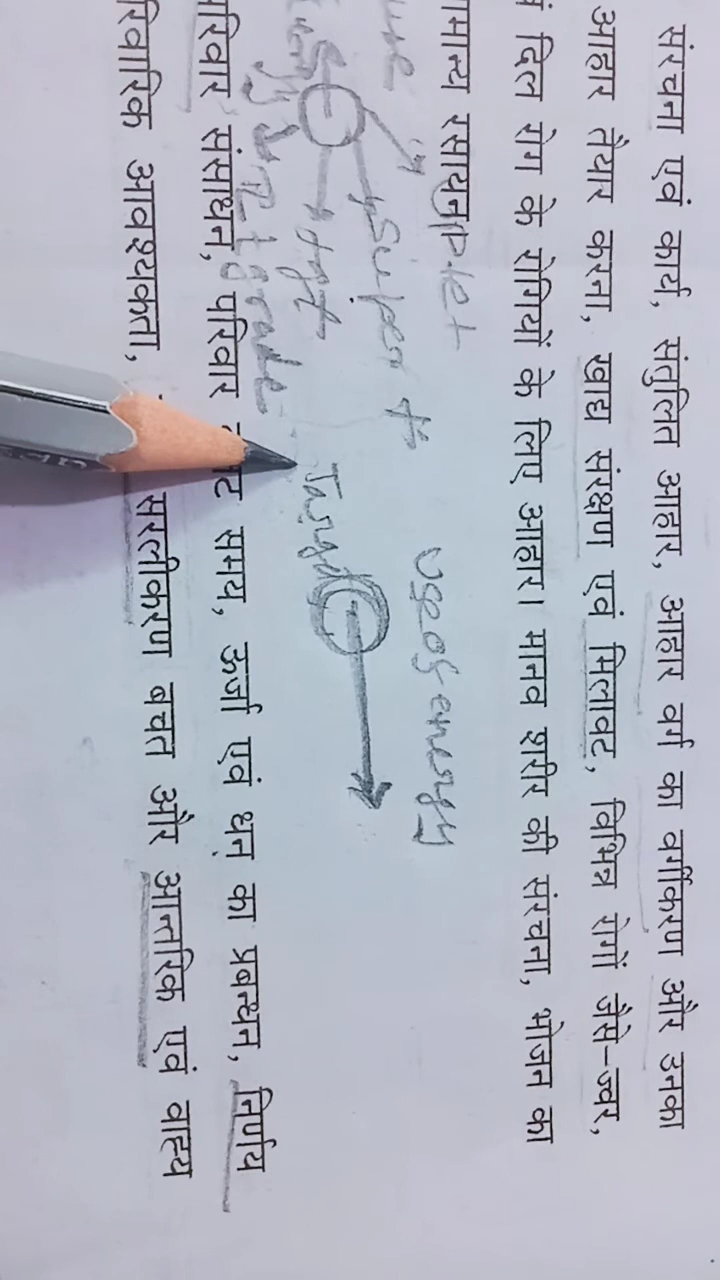 संरचना एवं कार्य, संतुलित आहार, आहार वर्ग का वर्गीकरण और उनका
आहार तैयार करना, खाद्य संरक्षण एवं मिलावट, विभिन्न रोगों जैसे-ज्वर,
दिल रोग के रोगियों के लिए आहार। मानव शरीर की संरचना, भोजन का
रसायन
use of energy
Super
Target
संसाधन, परिवार समय, ऊर्जा एवं धन का प्रबन्धन, निर्णय
आवश्यकता, सरलीकरण बचत और आन्तरिक एवं वाह्य